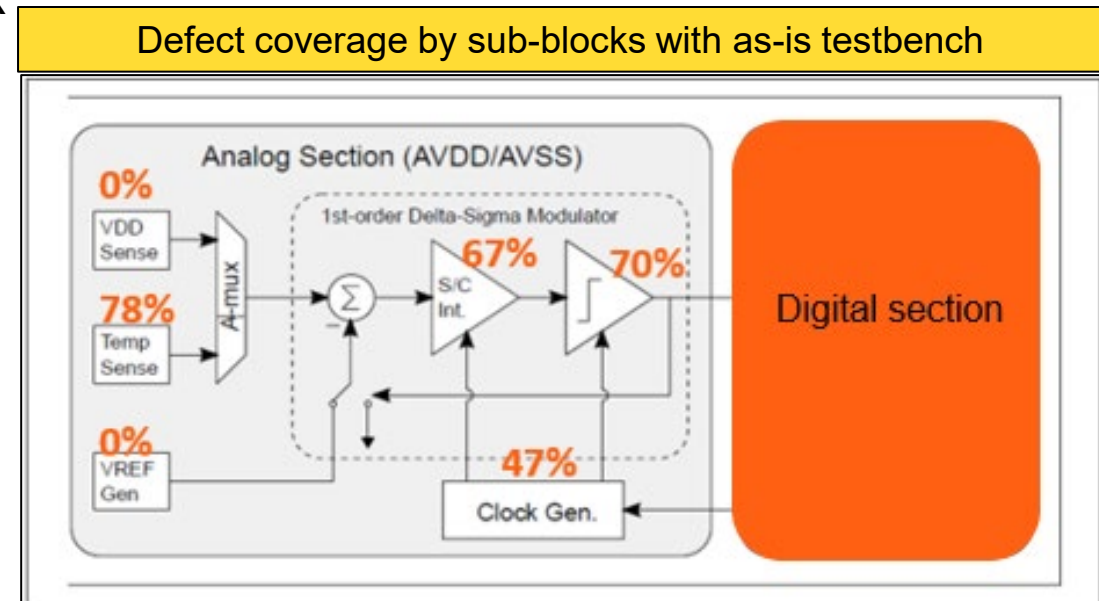 Defect coverage by sub-blocks with as-is testbench
Analog Section (AVDD/AVSS)
0%
VDD
Sense
78%
Temp
Sense
0%
VREF
Gen
A-mux
1st-order Delta-Sigma Modulator
Σ
−
67%
S/C
Int.
70%
47%
Clock Gen.
Digital section